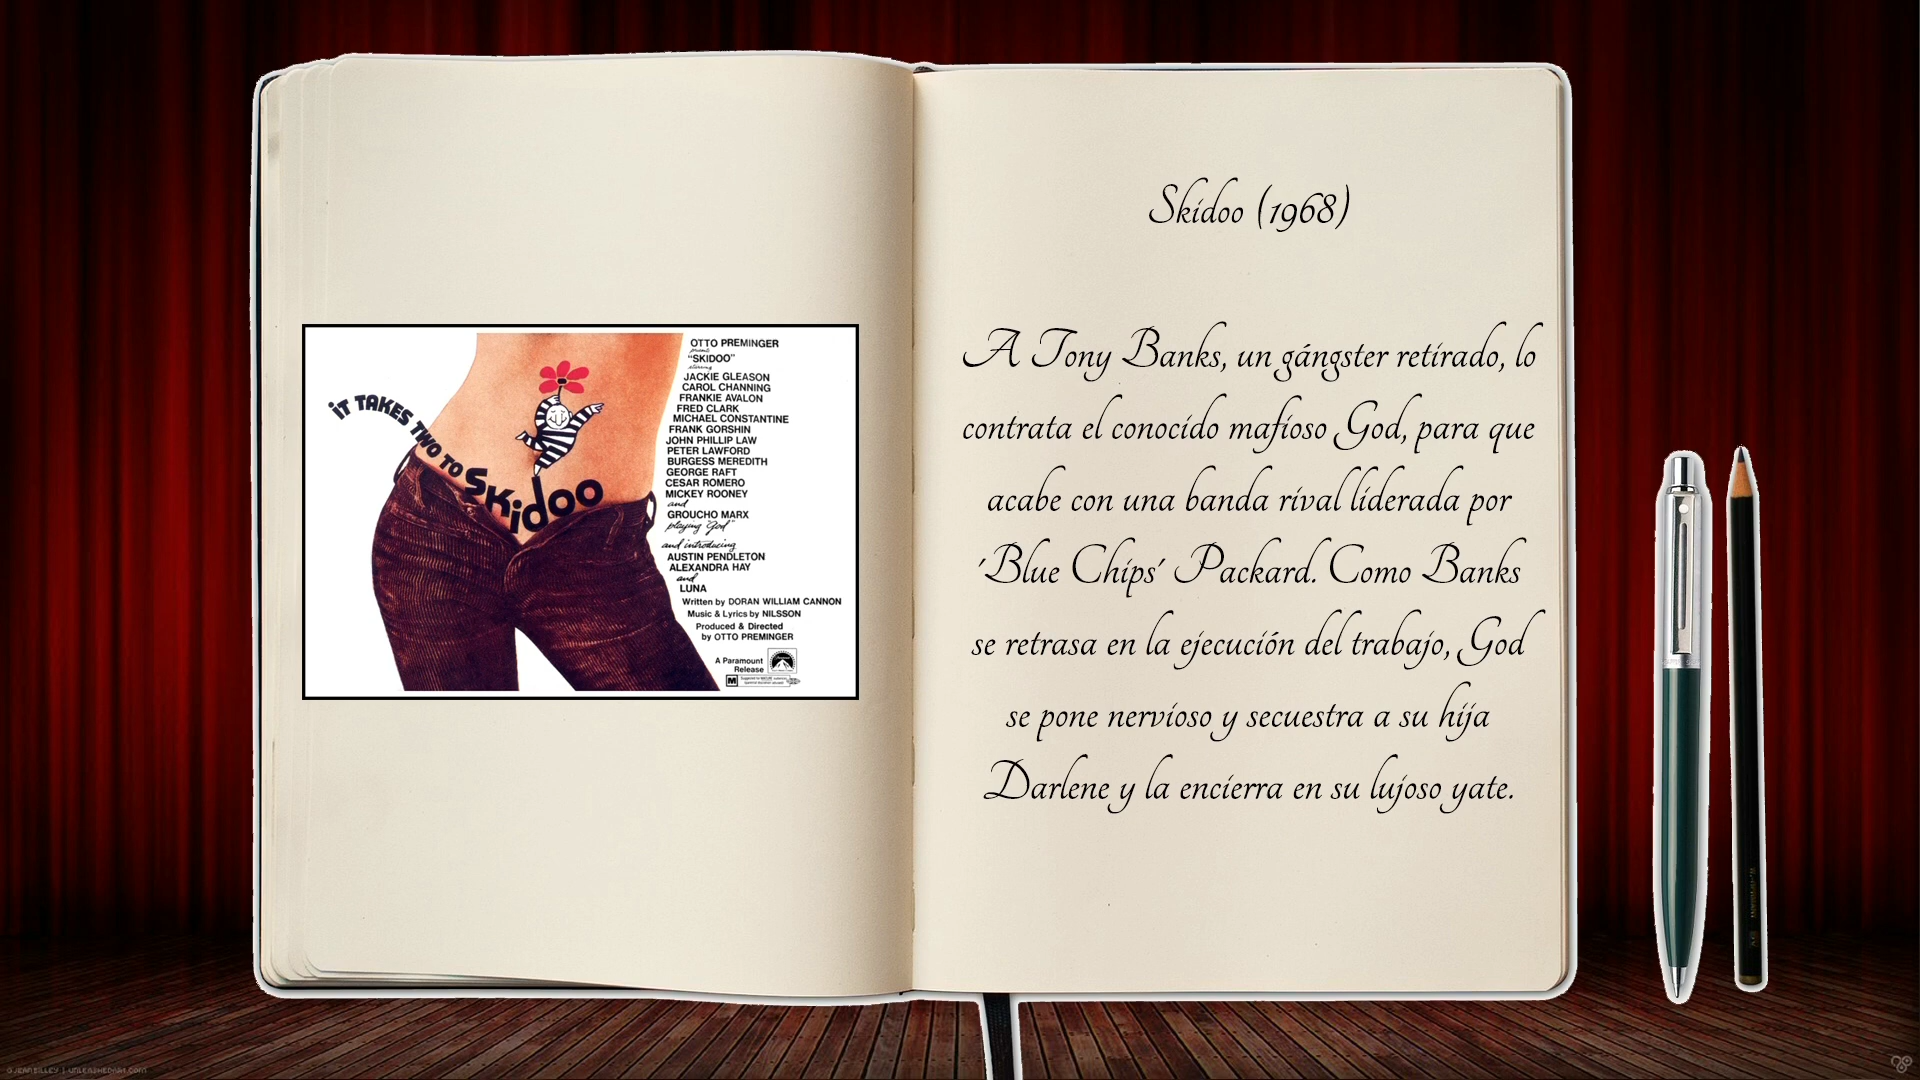 iT TAKES TWO TO SKidOO
OTTO PREMINGER
presents
"SKIDOO"
starring
JACKIE GLEASON
CAROL CHANNING
FRANKIE AVALON
FRED CLARK
MICHAEL CONSTANTINE
FRANK GORSHIN
JOHN PHILLIP LAW
PETER LAWFORD
BURGESS MEREDITH
GEORGE RAFT
CESAR ROMERO
MICKEY ROONEY
and
GROUCHO MARX
playing "God"
and introducing
AUSTIN PENDLETON
ALEXANDRA HAY
and
LUNA
Written by DORAN WILLIAM CANNON
Music & Lyrics by NILSSON
Produced & Directed
by OTTO PREMINGER
A Paramount
Release
M
Skidoo (1968)
A Tony Banks, un gángster retirado, lo
contrata el conocido mafioso God, para que
acabe con una banda rival liderada por
'Blue Chips' Packard. Como Banks
se retrasa en la ejecución del trabajo, God
se pone nervioso y secuestra a su hija
Darlene y la encierra en su lujoso yate.